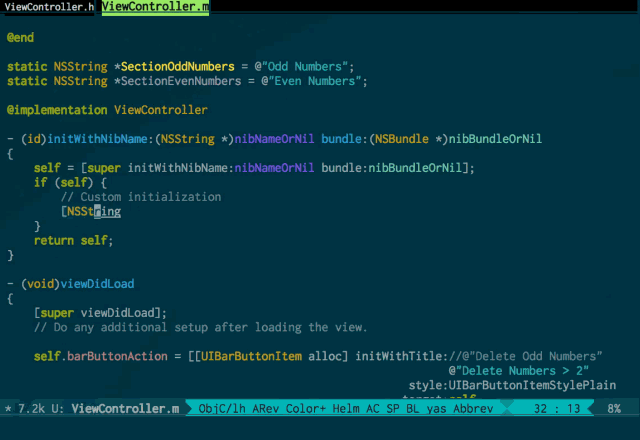 ViewController.h ViewController.m
@end
static NSString *SectionOddNumbers = @"Odd Numbers";
static NSString *SectionEvenNumbers = @"Even Numbers";
@implementation ViewController
- (id)initWithNibName:(NSString *)nibNameOrNil bundle:(NSBundle *)nibBundleOrNil
{
self = [super initWithNibName:nibNameOrNil bundle:nibBundleOrNil];
if (self) {
// Custom initialization
[NSString
}
return self;
}
- (void)viewDidLoad
{
[super viewDidLoad];
// Do any additional setup after loading the view.
self.barButtonAction = [[UIBarButtonItem alloc] initWithTitle://@"Delete Odd Numbers"
@"Delete Numbers > 2"
style:UIBarButtonItemStylePlain
* 7.2k U: ViewController.m ObjC/lh ARev Color+ Helm AC SP BL yas Abbrev 32 : 13 8%